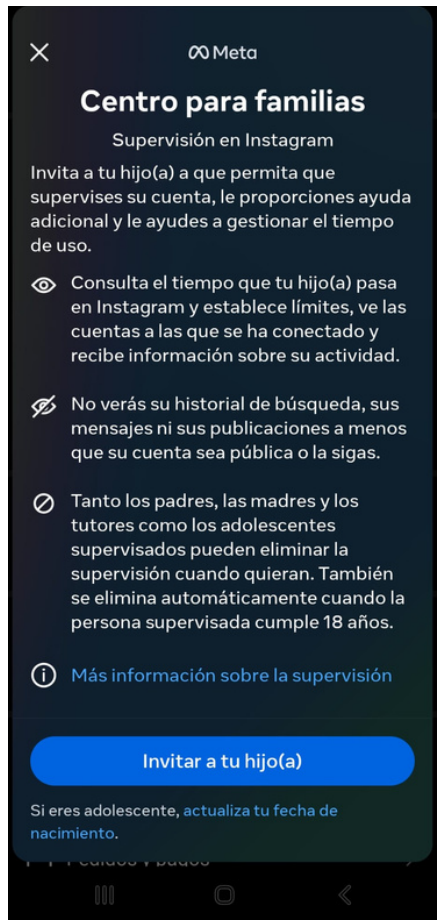 Meta
Centro para familias
Supervisión en Instagram
Invita a tu hijo(a) a que permita que
supervises su cuenta, le proporciones ayuda
adicional y le ayudes a gestionar el tiempo
de uso.
Consulta el tiempo que tu hijo(a) pasa
en Instagram y establece límites, ve las
cuentas a las que se ha conectado y
recibe información sobre su actividad.
No verás su historial de búsqueda, sus
mensajes ni sus publicaciones a menos
que su cuenta sea pública o la sigas.
Tanto los padres, las madres y los
tutores como los adolescentes
supervisados pueden eliminar la
supervisión cuando quieran. También
se elimina automáticamente cuando la
persona supervisada cumple 18 años.
Más información sobre la supervisión
Invitar a tu hijo(a)
Si eres adolescente, actualiza tu fecha de
nacimiento.
Pedidos y pagos